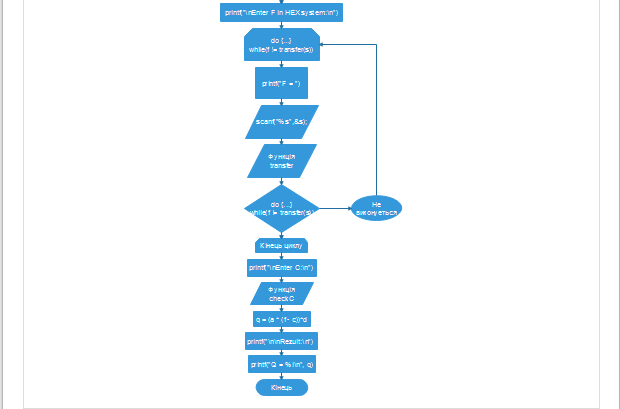 printf("\nEnter F in HEX system:\n")
do {...}
while(f != transfer(s))
printf("F = ")
scanf("%s",&s);
Функція
transfer
do {...}
while(f != transfer(s))
Не
виконується
Кінець циклу
printf("\nEnter C:\n")
Функція
checkC
q = (a * (f - c))^d
printf("\n\nRezult:\n")
printf("Q = %i\n", q)
Кінець